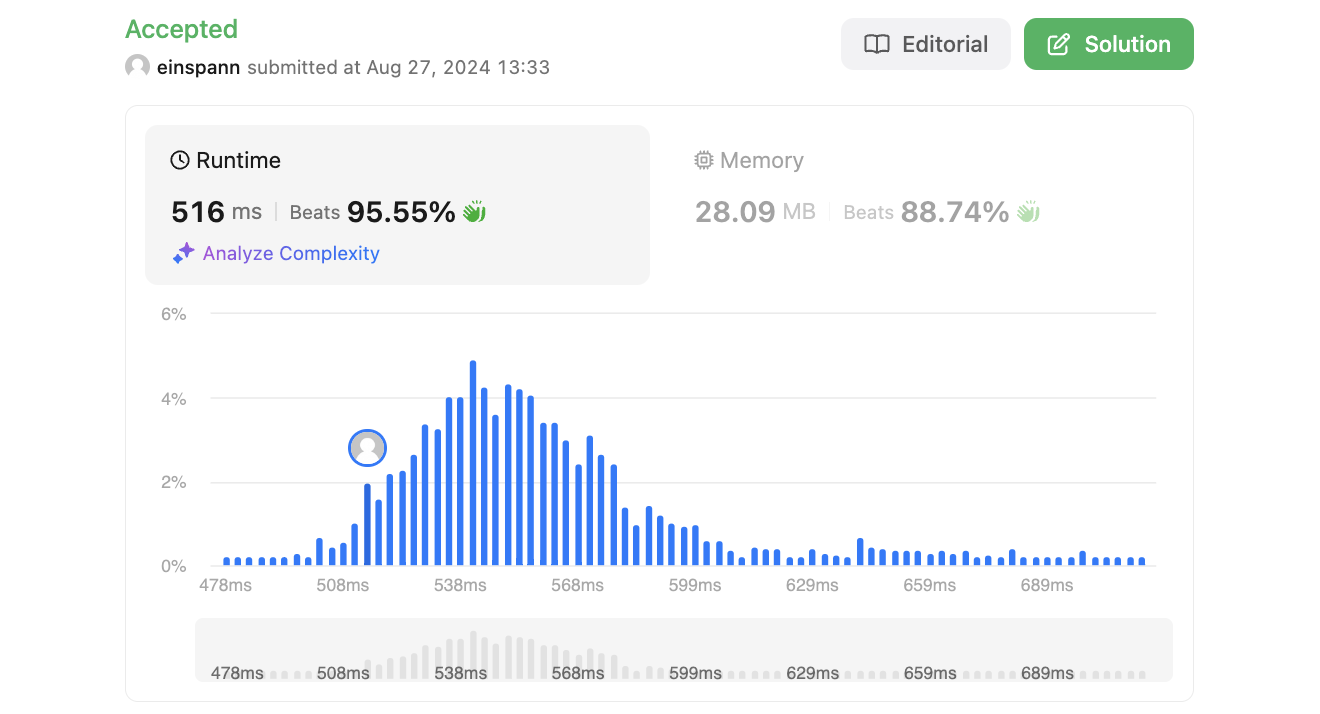 Accepted
einspann submitted at Aug 27, 2024 13:33
Editorial
Solution
Runtime
516 ms | Beats 95.55%
Analyze Complexity
Memory
28.09 MB | Beats 88.74%
6%
4%
2%
0%
478ms 508ms 538ms 568ms 599ms 629ms 659ms 689ms
478ms 508ms 538ms 568ms 599ms 629ms 659ms 689ms